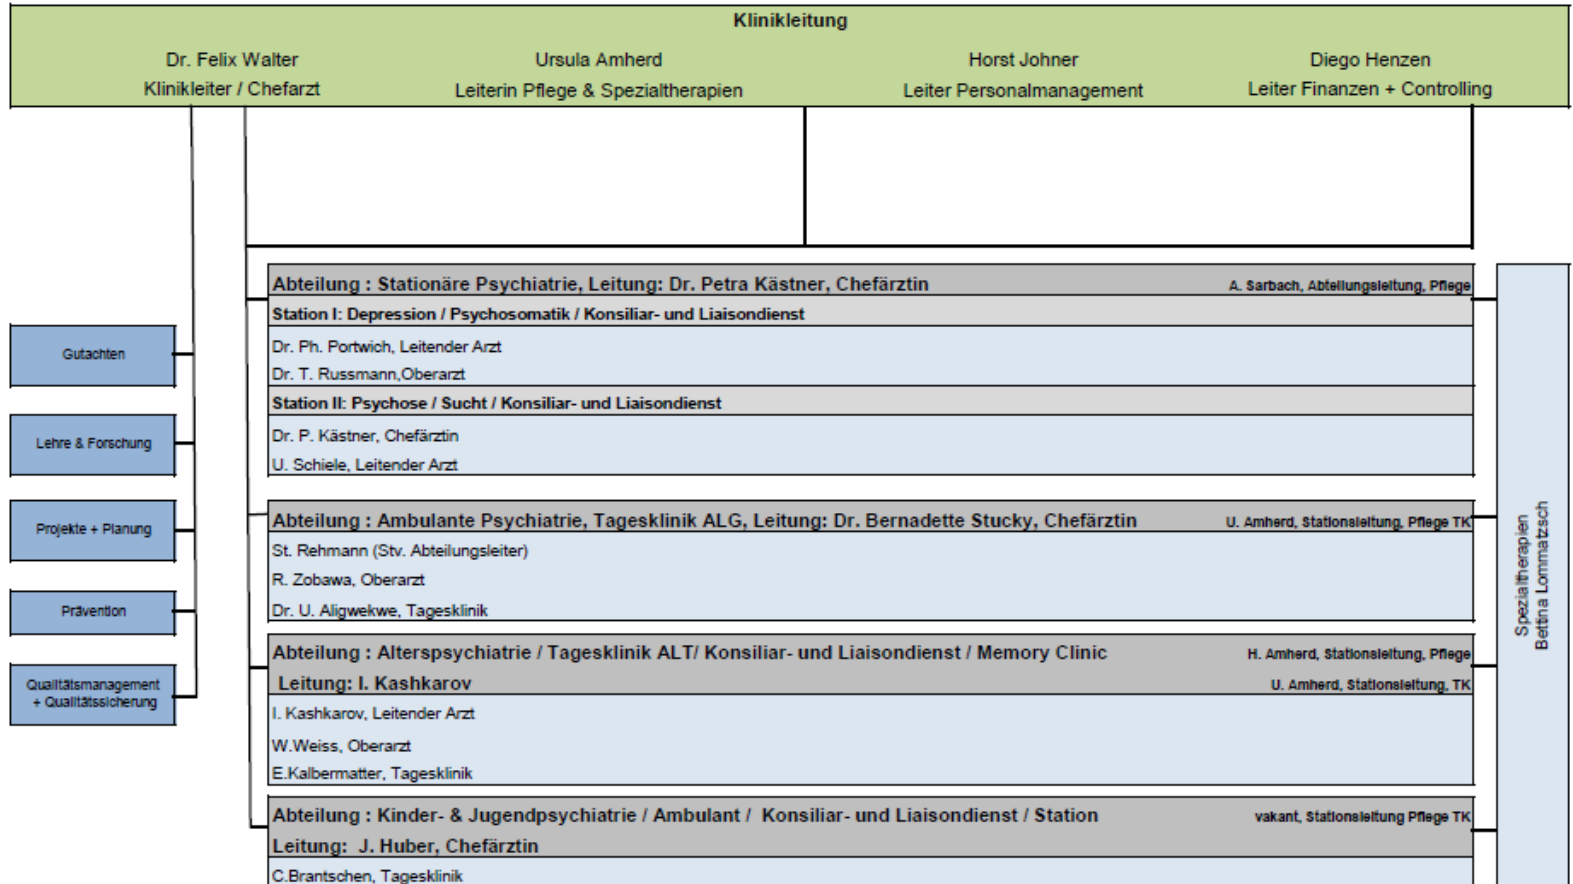 Klinikleitung
Dr. Felix Walter
Klinikleiter / Chefarzt
Ursula Amherd
Leiterin Pflege & Spezialtherapien
Horst Johner
Leiter Personalmanagement
Diego Henzen
Leiter Finanzen + Controlling
Gutachten
Lehre & Forschung
Projekte + Planung
Prävention
Qualitätsmanagement
+ Qualitätssicherung
Abteilung : Stationäre Psychiatrie, Leitung: Dr. Petra Kästner, Chefärztin
A. Sarbach, Abteilungsleitung, Pflege
Station I: Depression / Psychosomatik / Konsiliar- und Liaisondienst
Dr. Ph. Portwich, Leitender Arzt
Dr. T. Russmann,Oberarzt
Station II: Psychose / Sucht / Konsiliar- und Liaisondienst
Dr. P. Kästner, Chefärztin
U. Schiele, Leitender Arzt
Abteilung : Ambulante Psychiatrie, Tagesklinik ALG, Leitung: Dr. Bernadette Stucky, Chefärztin
U. Amherd, Stationsleitung, Pflege TK
St. Rehmann (Stv. Abteilungsleiter)
R. Zobawa, Oberarzt
Dr. U. Aligwekwe, Tagesklinik
Abteilung : Alterspsychiatrie / Tagesklinik ALT/ Konsiliar- und Liaisondienst / Memory Clinic
H. Amherd, Stationsleitung, Pflege
Leitung: I. Kashkarov
U. Amherd, Stationsleitung, TK
I. Kashkarov, Leitender Arzt
W.Weiss, Oberarzt
E.Kalbermatter, Tagesklinik
Abteilung : Kinder- & Jugendpsychiatrie / Ambulant / Konsiliar- und Liaisondienst / Station
vakant, Stationsleitung Pflege TK
Leitung: J. Huber, Chefärztin
C.Brantschen, Tagesklinik
Spezialtherapien
Bettina Lommatzsch